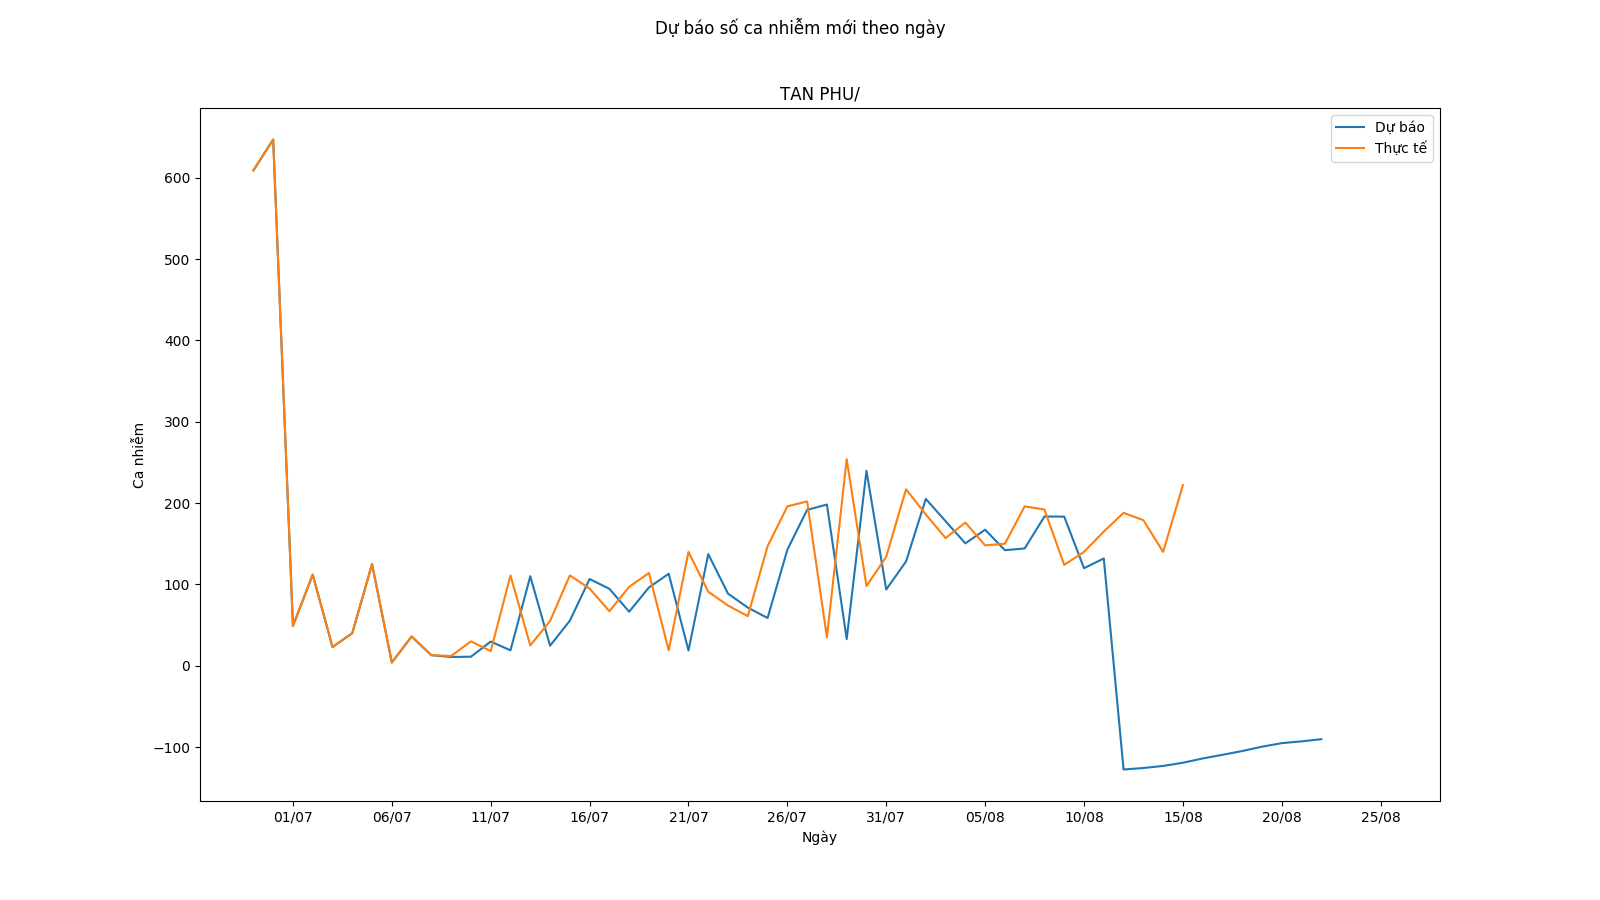 Dự báo số ca nhiễm mới theo ngày
TAN PHU/
Dự báo
Thực tế
600
500
400
300
200
100
0
−100
Ca nhiễm
01/07 06/07 11/07 16/07 21/07 26/07 31/07 05/08 10/08 15/08 20/08 25/08
Ngày